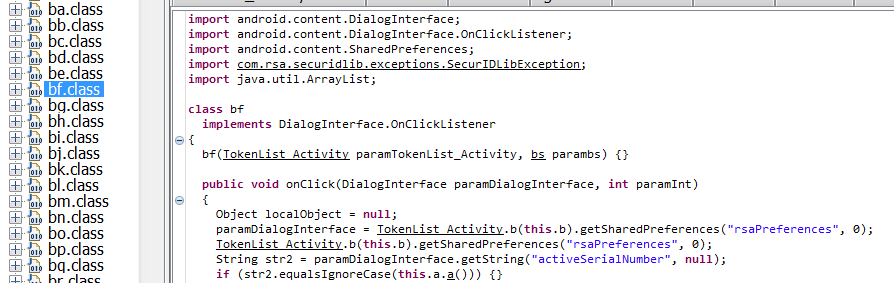 ba.class
bb.class
bc.class
bd.class
be.class
bf.class
bg.class
bh.class
bi.class
bj.class
bk.class
bl.class
bm.class
bn.class
bo.class
bp.class
bq.class
br.class
import android.content.DialogInterface;
import android.content.DialogInterface.OnClickListener;
import android.content.SharedPreferences;
import com.rsa.securidlib.exceptions.SecurIDLibException;
import java.util.ArrayList;
class bf
implements DialogInterface.OnClickListener
{
bf(TokenList_Activity paramTokenList_Activity, bs parambs) {}
public void onClick(DialogInterface paramDialogInterface, int paramInt)
{
Object localObject = null;
paramDialogInterface = TokenList_Activity.b(this.b).getSharedPreferences("rsaPreferences", 0);
TokenList_Activity.b(this.b).getSharedPreferences("rsaPreferences", 0);
String str2 = paramDialogInterface.getString("activeSerialNumber", null);
if (str2.equalsIgnoreCase(this.a.a())) {}